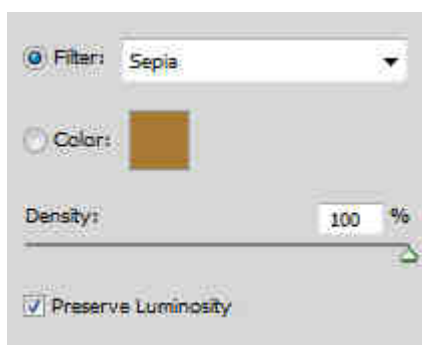 Filter: Sepia
Color:
Density: 100 %
Preserve Luminosity